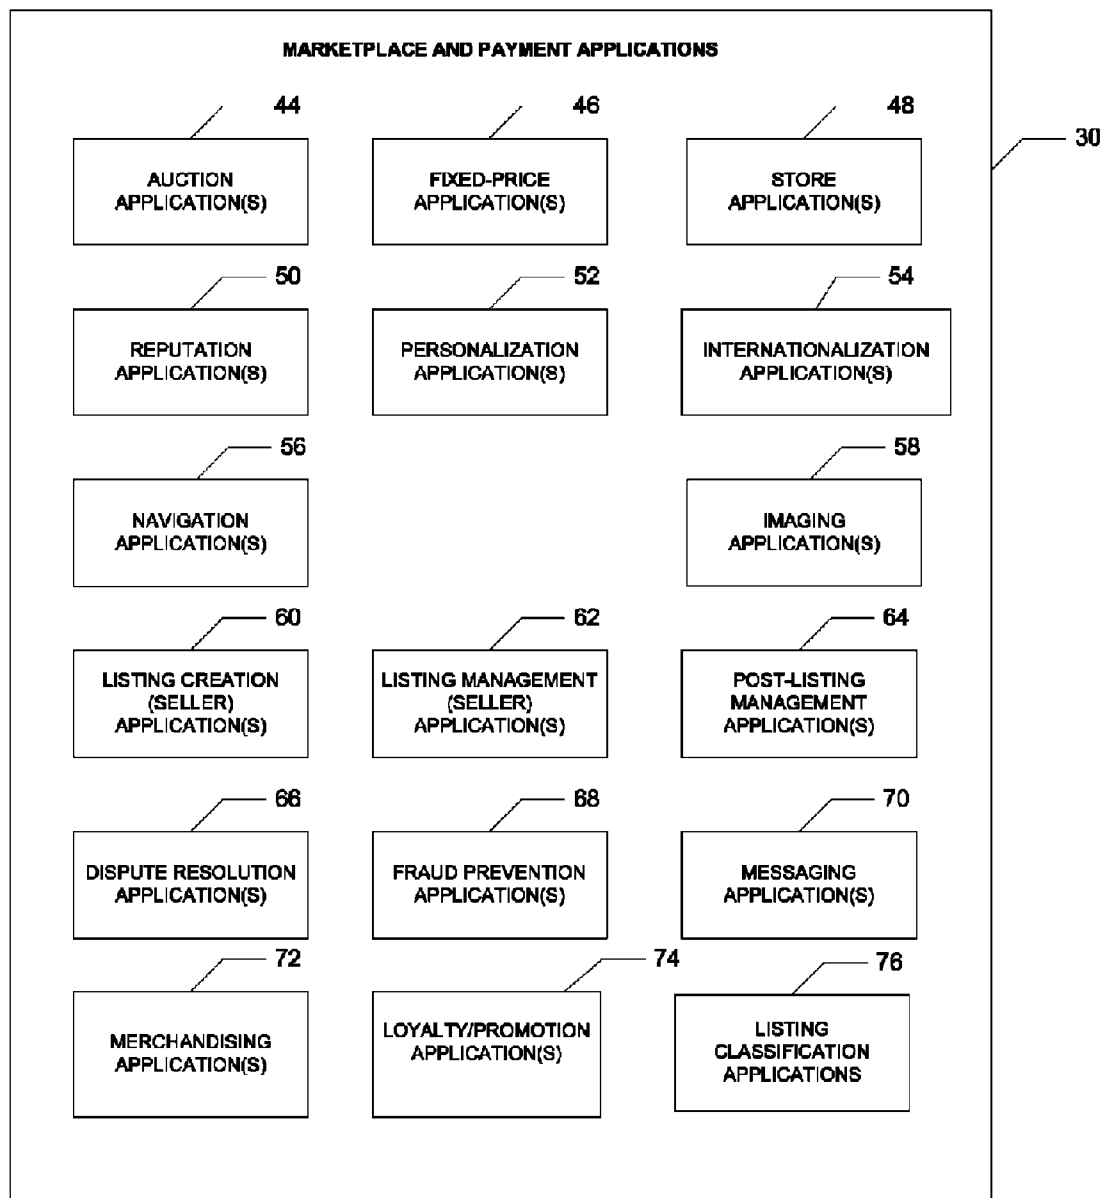 MARKETPLACE AND PAYMENT APPLICATIONS
44
46
48
30
AUCTION
APPLICATION(S)
FIXED-PRICE
APPLICATION(S)
STORE
APPLICATION(S)
50
52
54
REPUTATION
APPLICATION(S)
PERSONALIZATION
APPLICATION(S)
INTERNATIONALIZATION
APPLICATION(S)
56
58
NAVIGATION
APPLICATION(S)
IMAGING
APPLICATION(S)
60
62
64
LISTING CREATION
(SELLER)
APPLICATION(S)
LISTING MANAGEMENT
(SELLER)
APPLICATION(S)
POST-LISTING
MANAGEMENT
APPLICATION(S)
66
68
70
DISPUTE RESOLUTION
APPLICATION(S)
FRAUD PREVENTION
APPLICATION(S)
MESSAGING
APPLICATION(S)
72
74
76
MERCHANDISING
APPLICATION(S)
LOYALTY/PROMOTION
APPLICATION(S)
LISTING
CLASSIFICATION
APPLICATIONS